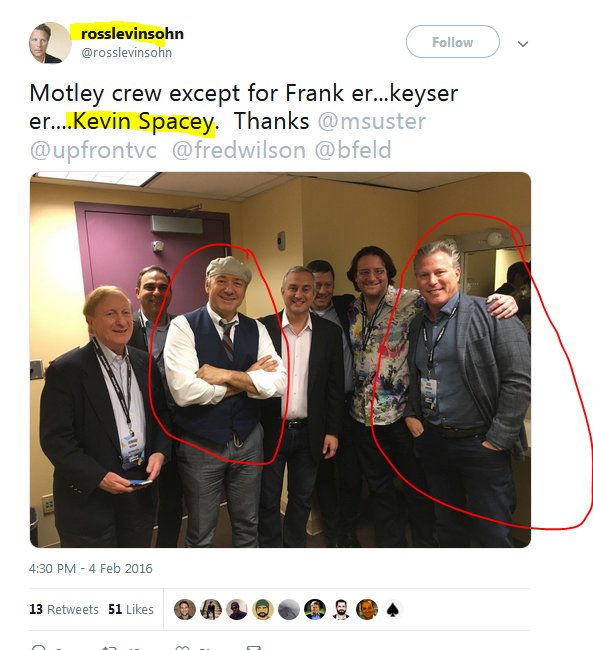 rosslevinsohn
@rosslevinsohn
Follow
Motley crew except for Frank er...keyser
er....Kevin Spacey. Thanks @msuster
@upfrontvc @fredwilson @bfeld
4:30 PM - 4 Feb 2016
13 Retweets 51 Likes